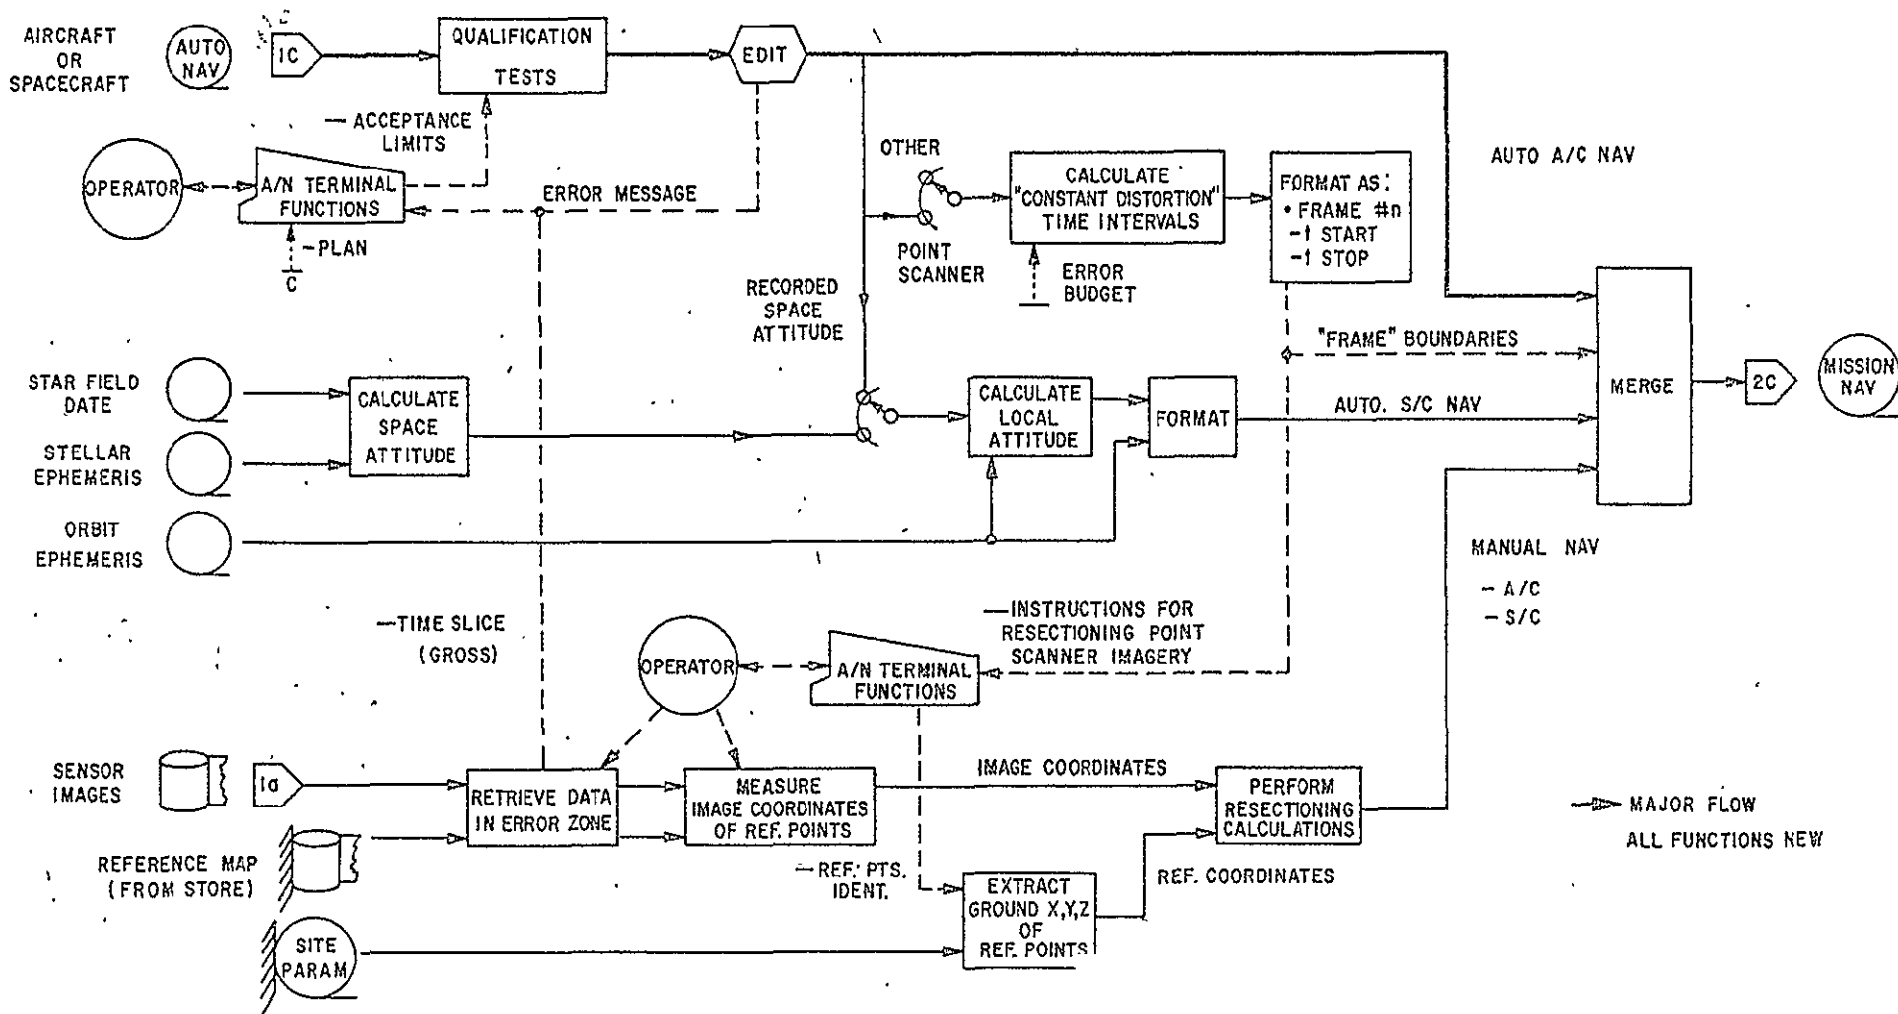 AIRCRAFT
OR
SPACECRAFT
AUTO
NAV
1C
QUALIFICATION
TESTS
EDIT
— ACCEPTANCE
LIMITS
OPERATOR
A/N TERMINAL
FUNCTIONS
ERROR MESSAGE
-PLAN
C
OTHER
POINT
SCANNER
CALCULATE
"CONSTANT DISTORTION"
TIME INTERVALS
ERROR
BUDGET
FORMAT AS:
• FRAME #n
-t START
-t STOP
AUTO A/C NAV
RECORDED
SPACE
ATTITUDE
"FRAME" BOUNDARIES
STAR FIELD
DATE
STELLAR
EPHEMERIS
ORBIT
EPHEMERIS
CALCULATE
SPACE
ATTITUDE
CALCULATE
LOCAL
ATTITUDE
FORMAT
AUTO. S/C NAV
MERGE
2C
MISSION
NAV
MANUAL NAV
- A/C
- S/C
—TIME SLICE
(GROSS)
OPERATOR
A/N TERMINAL
FUNCTIONS
—INSTRUCTIONS FOR
RESECTIONING POINT
SCANNER IMAGERY
SENSOR
IMAGES
1a
RETRIEVE DATA
IN ERROR ZONE
MEASURE
IMAGE COORDINATES
OF REF. POINTS
IMAGE COORDINATES
PERFORM
RESECTIONING
CALCULATIONS
MAJOR FLOW
ALL FUNCTIONS NEW
REFERENCE MAP
(FROM STORE)
— REF. PTS.
IDENT.
EXTRACT
GROUND X,Y,Z
OF
REF. POINTS
REF. COORDINATES
SITE
PARAM